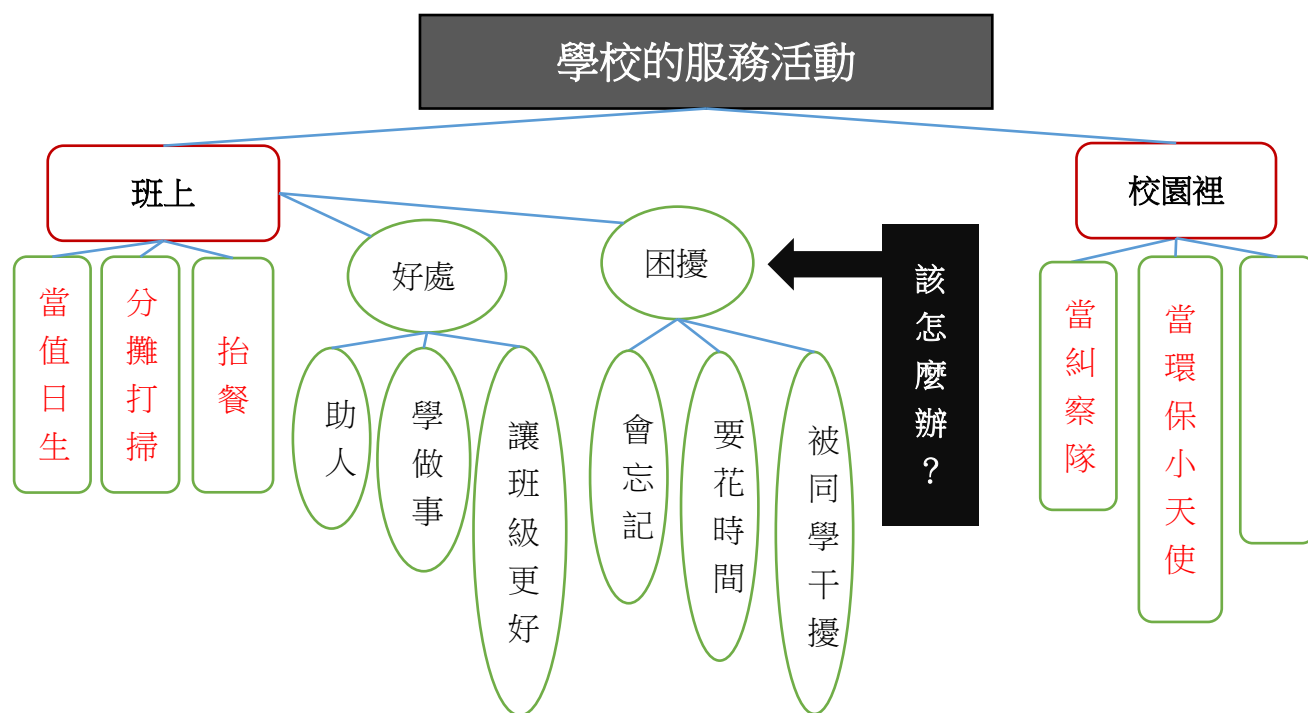 學校的服務活動
班上
校園裡
好處
困擾
該怎麼辦？
當值日生
分攤打掃
抬餐
助人
學做事
讓班級更好
會忘記
要花時間
被同學干擾
當糾察隊
當環保小天使